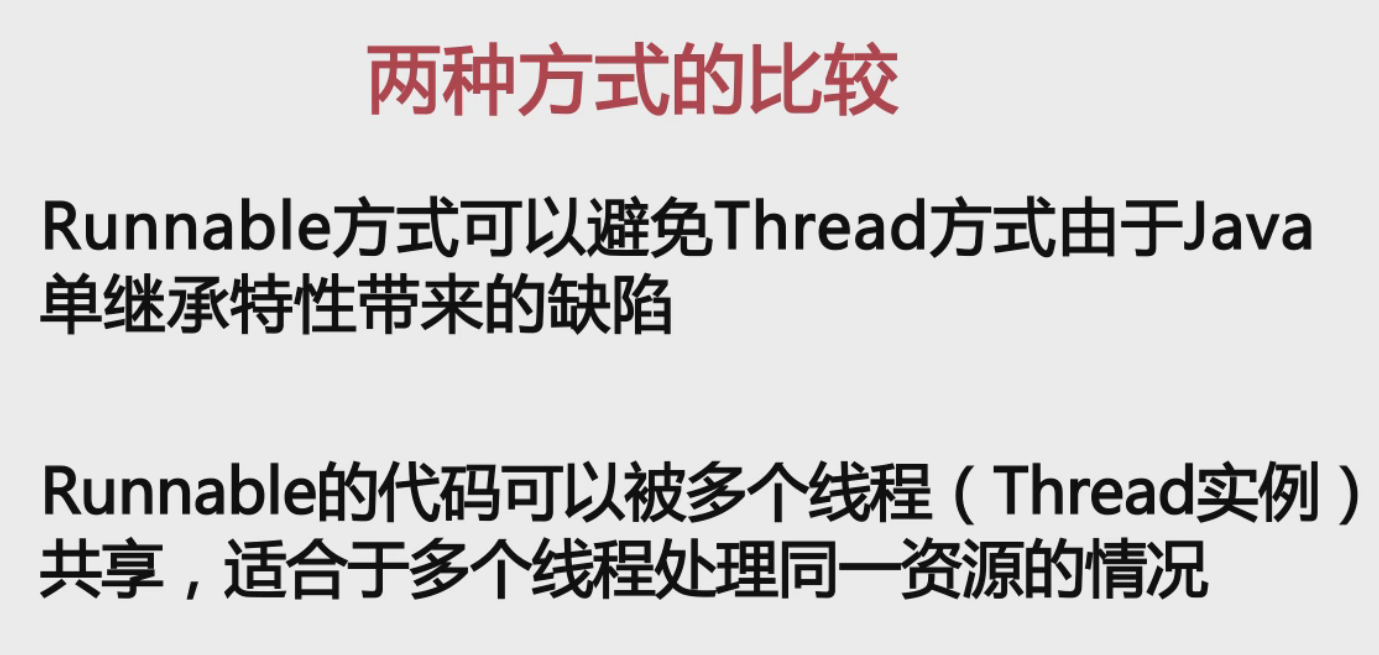 两种方式的比较
Runnable方式可以避免Thread方式由于Java
单继承特性带来的缺陷
Runnable的代码可以被多个线程（Thread实例）
共享，适合于多个线程处理同一资源的情况